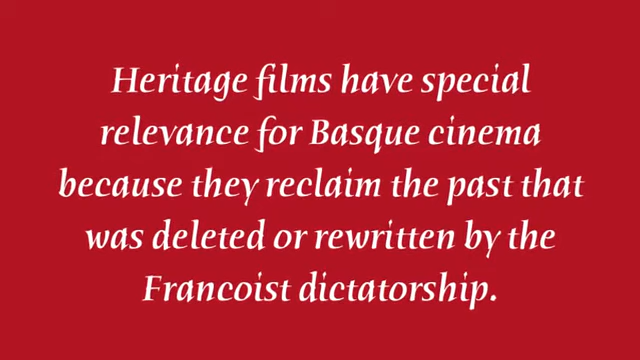 Heritage films have special
relevance for Basque cinema
because they reclaim the past that
was deleted or rewritten by the
Francoist dictatorship.